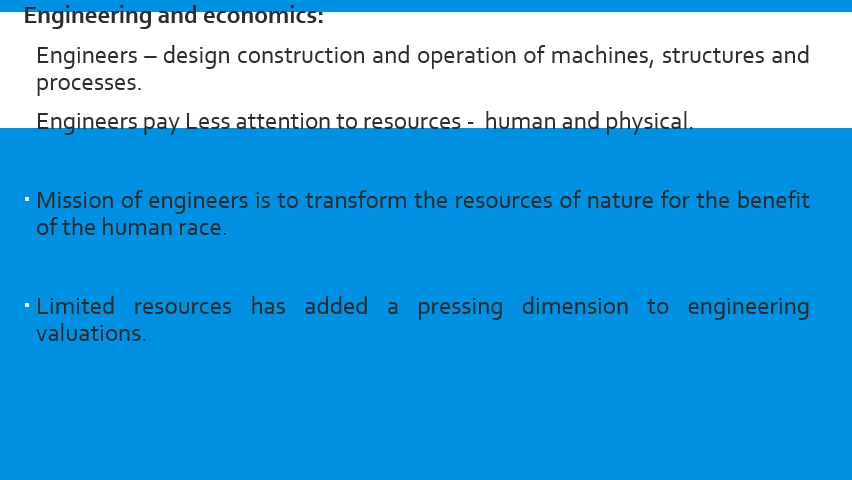 Engineering and economics:
Engineers – design construction and operation of machines, structures and
processes.
Engineers pay Less attention to resources - human and physical.
▪ Mission of engineers is to transform the resources of nature for the benefit
of the human race.
▪ Limited resources has added a pressing dimension to engineering
valuations.